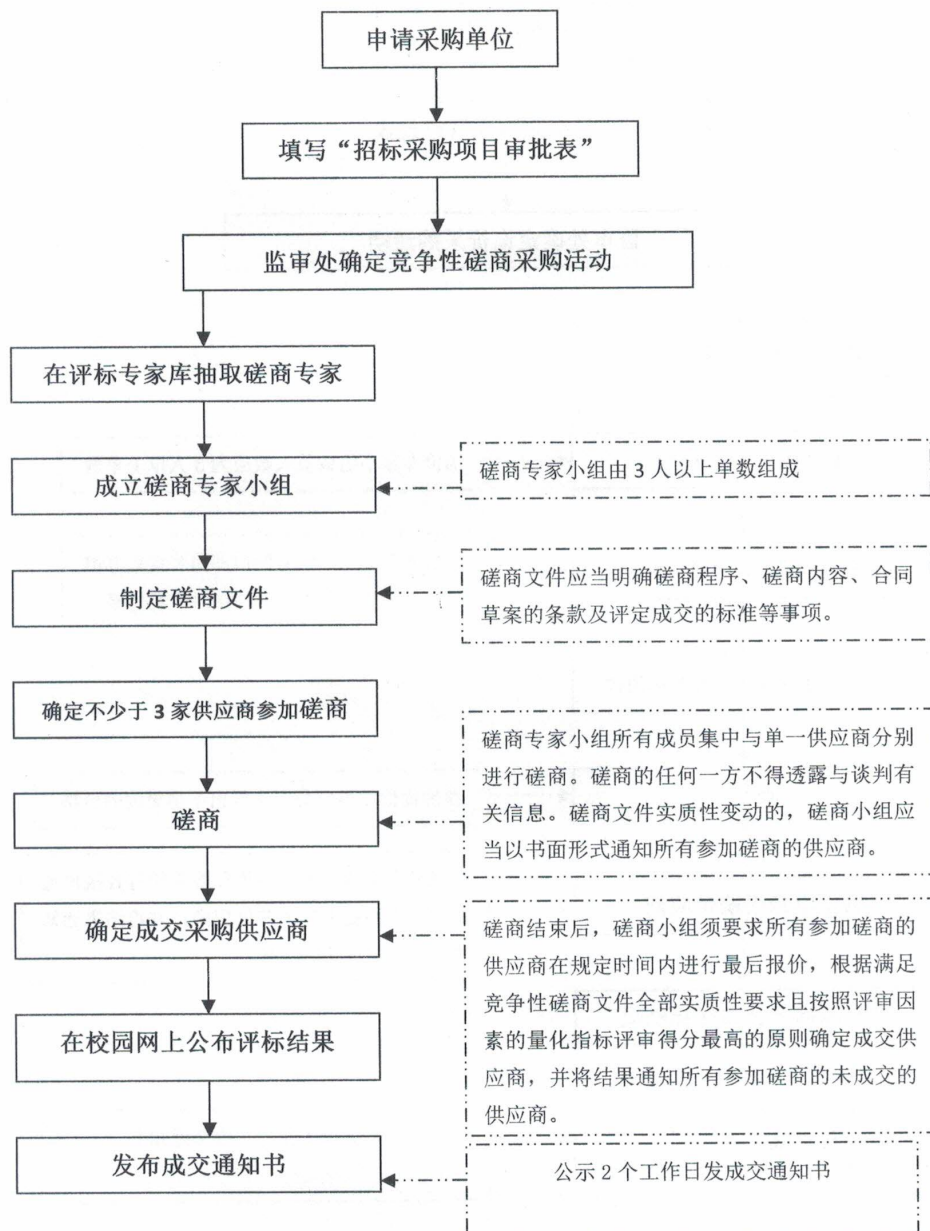 申请采购单位
填写“招标采购项目审批表”
监审处确定竞争性磋商采购活动
在评标专家库抽取磋商专家
成立磋商专家小组
磋商专家小组由 3 人以上单数组成
制定磋商文件
磋商文件应当明确磋商程序、磋商内容、合同
草案的条款及评定成交的标准等事项。
确定不少于 3 家供应商参加磋商
磋商
磋商专家小组所有成员集中与单一供应商分别
进行磋商。磋商的任何一方不得透露与谈判有
关信息。磋商文件实质性变动的，磋商小组应
当以书面形式通知所有参加磋商的供应商。
确定成交采购供应商
磋商结束后，磋商小组须要求所有参加磋商的
供应商在规定时间内进行最后报价，根据满足
竞争性磋商文件全部实质性要求且按照评审因
素的量化指标评审得分最高的原则确定成交供
应商，并将结果通知所有参加磋商的未成交的
供应商。
在校园网上公布评标结果
发布成交通知书
公示 2 个工作日发成交通知书